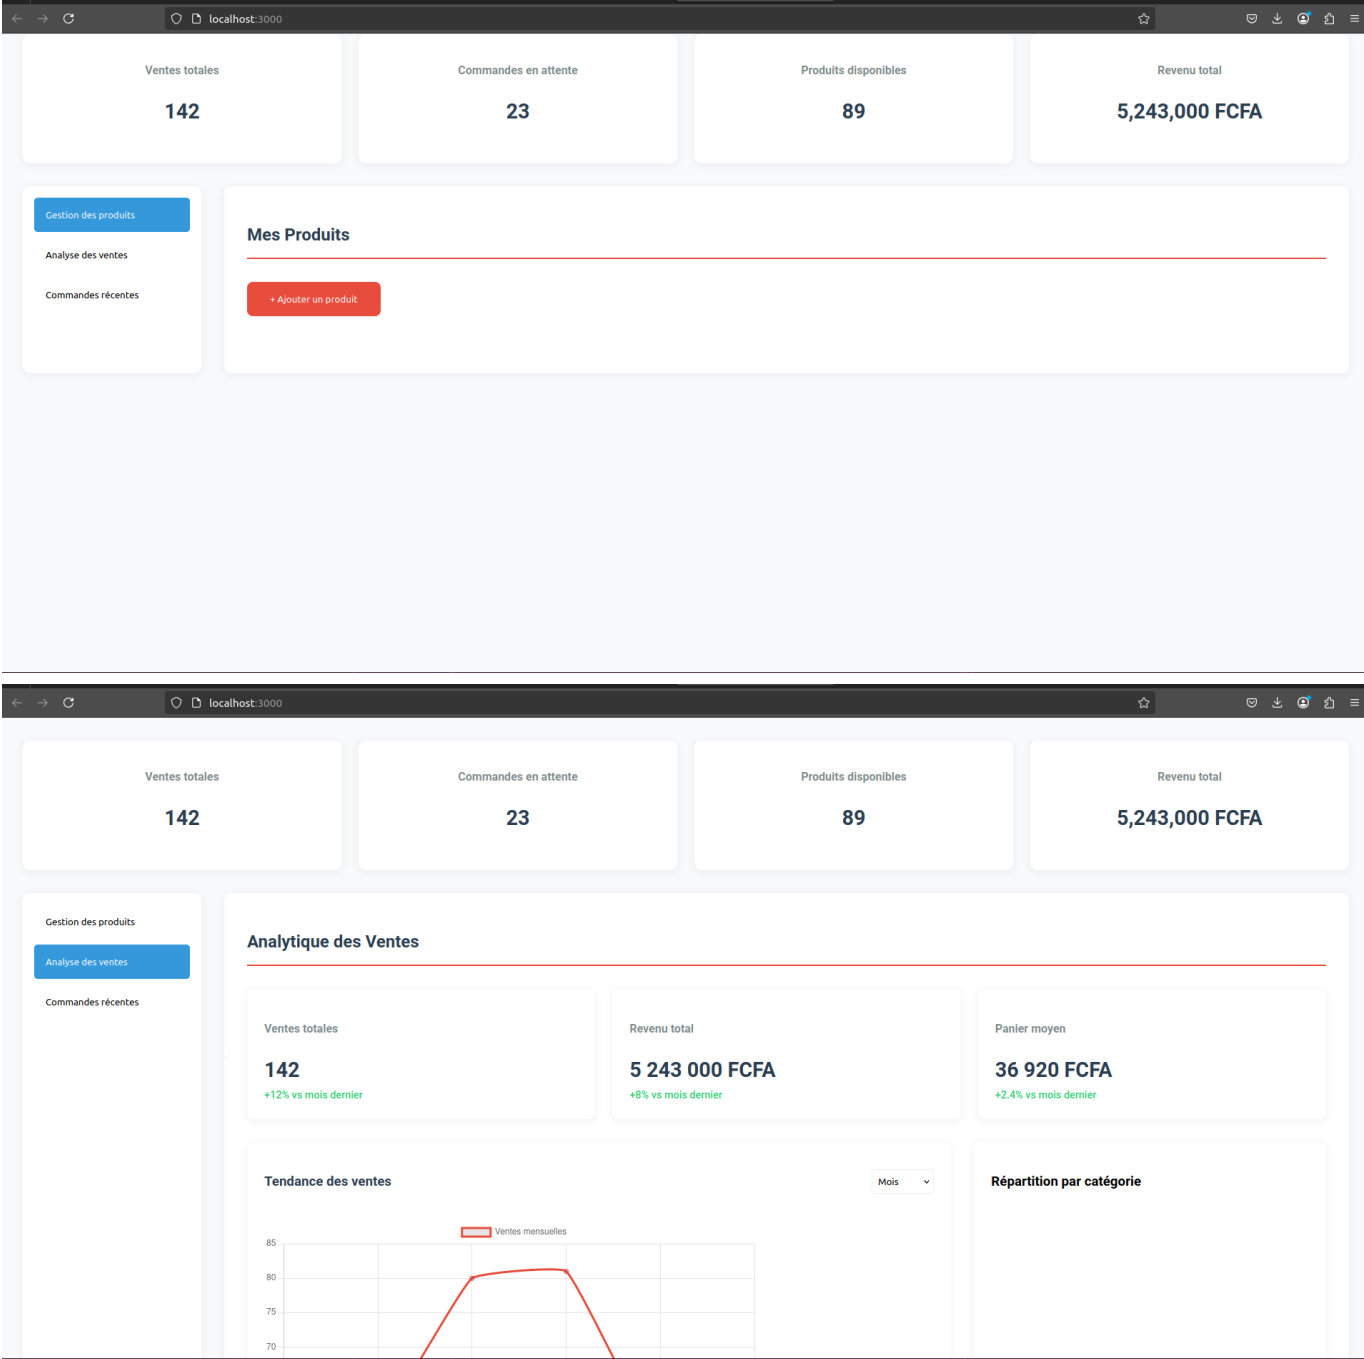 localhost:3000
Ventes totales
142
Commandes en attente
23
Produits disponibles
89
Revenu total
5,243,000 FCFA
Gestion des produits
Analyse des ventes
Commandes récentes
Mes Produits
+ Ajouter un produit
localhost:3000
Ventes totales
142
Commandes en attente
23
Produits disponibles
89
Revenu total
5,243,000 FCFA
Gestion des produits
Analyse des ventes
Commandes récentes
Analytique des Ventes
Ventes totales
142
+12% vs mois dernier
Revenu total
5 243 000 FCFA
+8% vs mois dernier
Panier moyen
36 920 FCFA
+2.4% vs mois dernier
Tendance des ventes
Mois
Ventes mensuelles
85
80
75
70
Répartition par catégorie